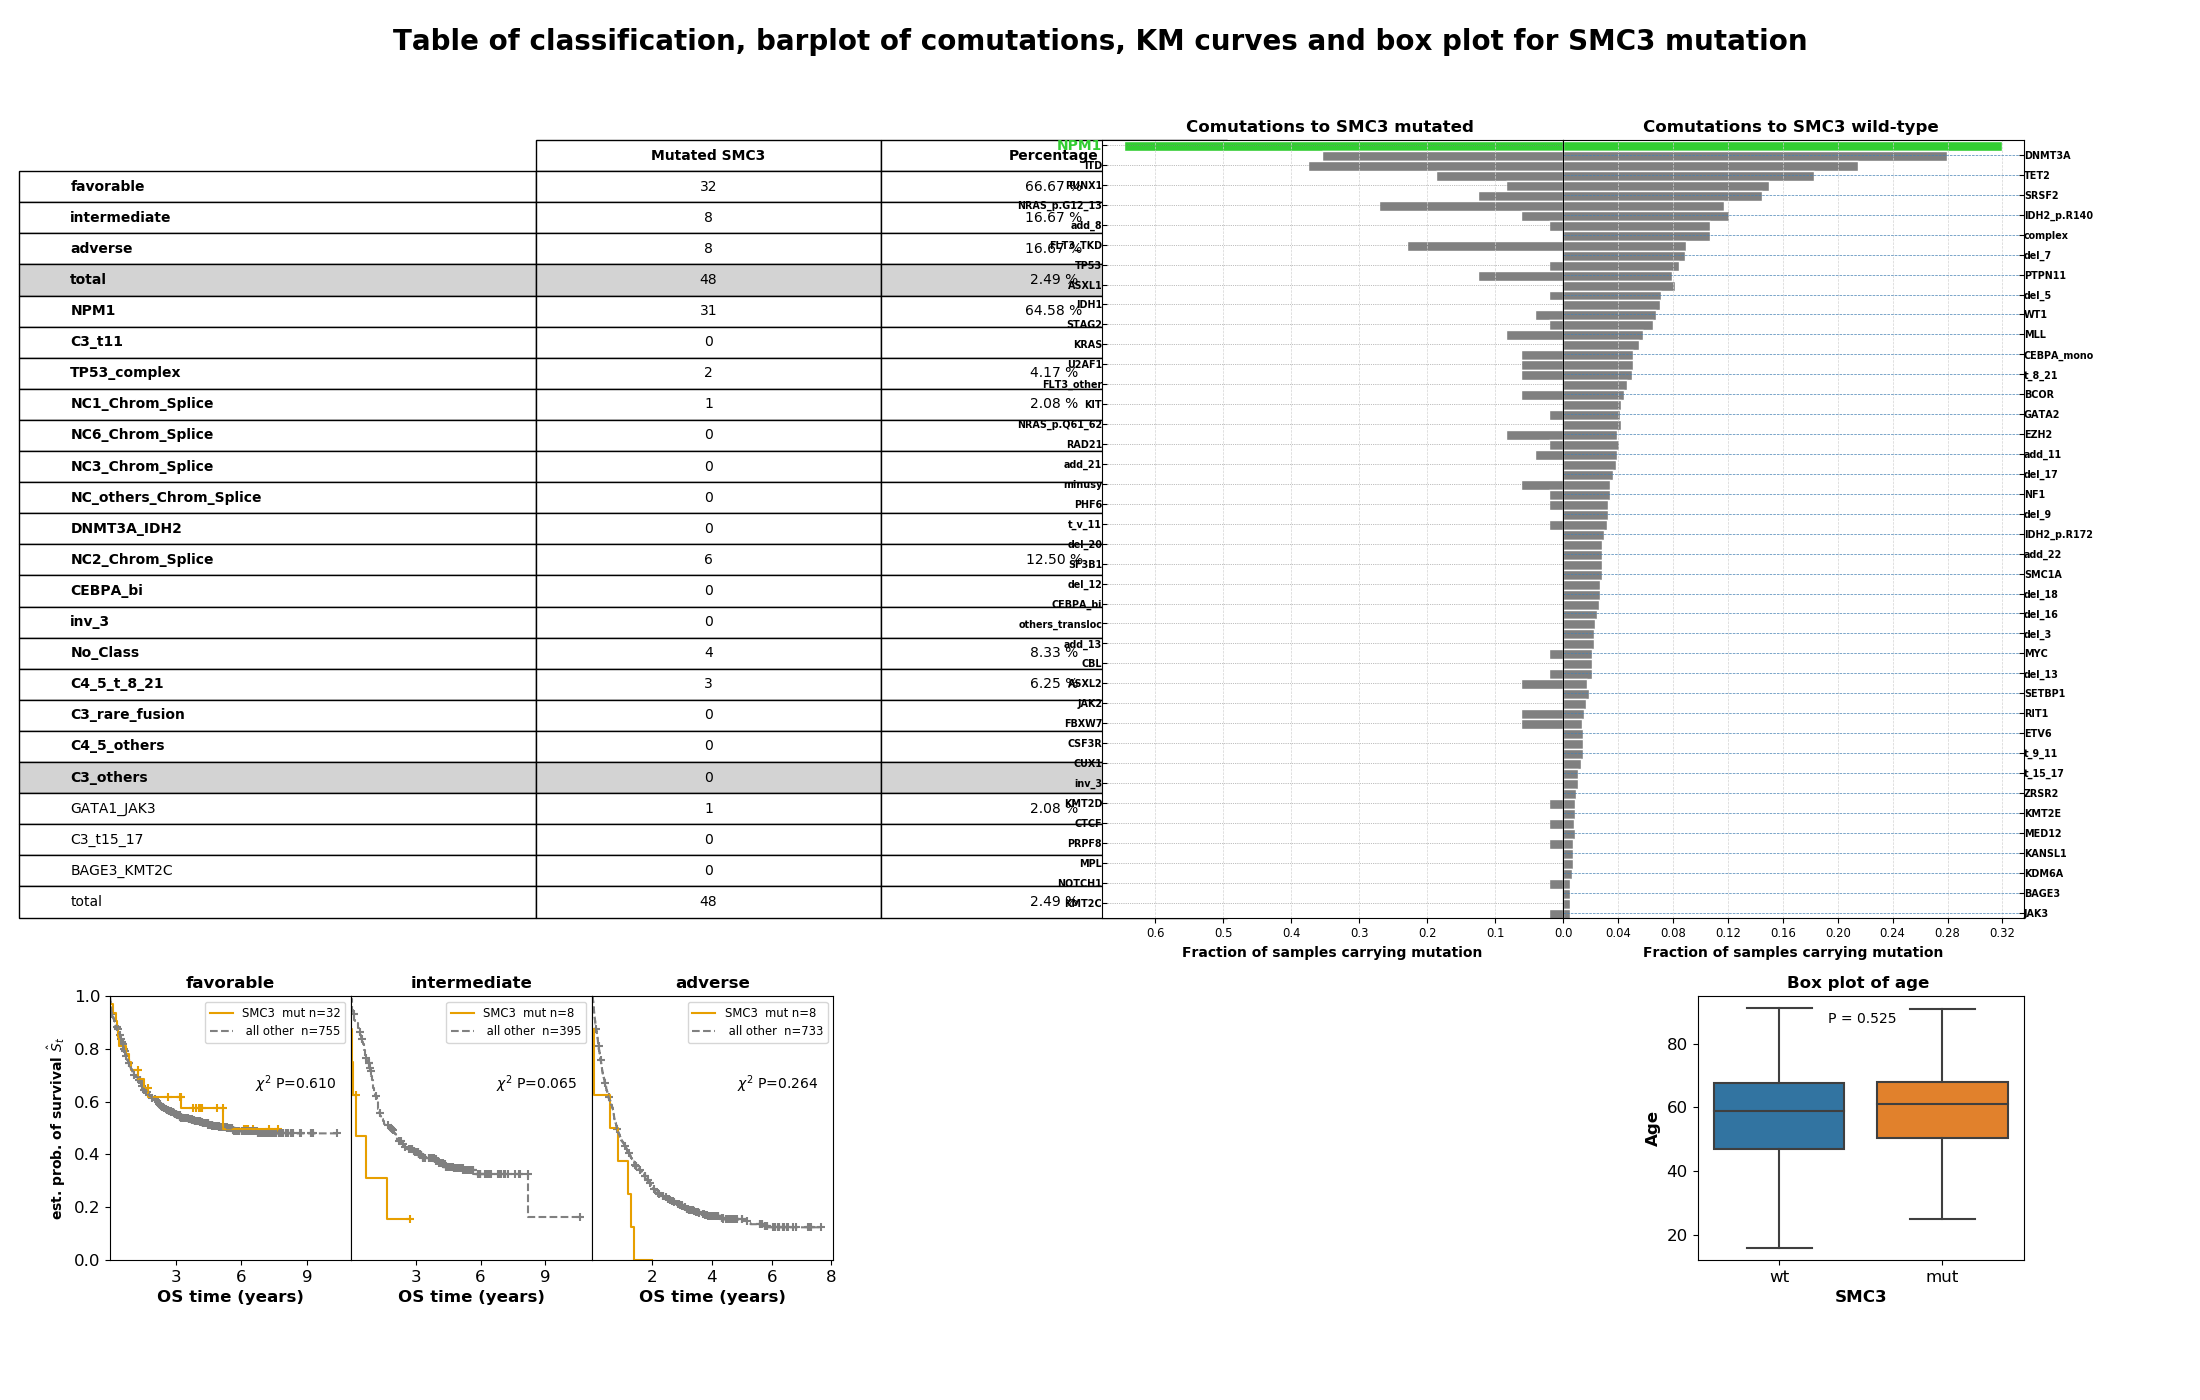 Table of classification, barplot of comutations, KM curves and box plot for SMC3 mutation
Mutated SMC3 Percentage
favorable 32 66.67 %
intermediate 8 16.67 %
adverse 8 16.67 %
total 48 2.49 %
NPM1 31 64.58 %
C3_t11 0
TP53_complex 2 4.17 %
NC1_Chrom_Splice 1 2.08 %
NC6_Chrom_Splice 0
NC3_Chrom_Splice 0
NC_others_Chrom_Splice 0
DNMT3A_IDH2 0
NC2_Chrom_Splice 6 12.50 %
CEBPA_bi 0
inv_3 0
No_Class 4 8.33 %
C4_5_t_8_21 3 6.25 %
C3_rare_fusion 0
C4_5_others 0
C3_others 0
GATA1_JAK3 1 2.08 %
C3_t15_17 0
BAGE3_KMT2C 0
total 48 2.49 %
Comutations to SMC3 mutated
NPM1
ITD
RUNX1
NRAS_p.G12_13
add_8
FLT3_TKD
TP53
ASXL1
IDH1
STAG2
KRAS
U2AF1
FLT3_other
KIT
NRAS_p.Q61_62
RAD21
add_21
minusy
PHF6
t_v_11
del_20
SF3B1
del_12
CEBPA_bi
others_transloc
add_13
CBL
ASXL2
JAK2
FBXW7
CSF3R
CUX1
inv_3
KMT2D
CTCF
PRPF8
MPL
NOTCH1
KMT2C
0.6 0.5 0.4 0.3 0.2 0.1
Fraction of samples carrying mutation
Comutations to SMC3 wild-type
DNMT3A
TET2
SRSF2
IDH2_p.R140
complex
del_7
PTPN11
del_5
WT1
MLL
CEBPA_mono
t_8_21
BCOR
GATA2
EZH2
add_11
del_17
NF1
del_9
IDH2_p.R172
add_22
SMC1A
del_18
del_16
del_3
MYC
del_13
SETBP1
RIT1
ETV6
t_9_11
t_15_17
ZRSR2
KMT2E
MED12
KANSL1
KDM6A
BAGE3
JAK3
0.0 0.04 0.08 0.12 0.16 0.20 0.24 0.28 0.32
Fraction of samples carrying mutation
favorable
est. prob. of survival Ŝt
1.0
0.8
0.6
0.4
0.2
0.0
SMC3 mut n=32
all other n=755
χ² P=0.610
3 6 9
OS time (years)
intermediate
SMC3 mut n=8
all other n=395
χ² P=0.065
3 6 9
OS time (years)
adverse
SMC3 mut n=8
all other n=733
χ² P=0.264
2 4 6 8
OS time (years)
Box plot of age
P = 0.525
Age
80
60
40
20
wt mut
SMC3